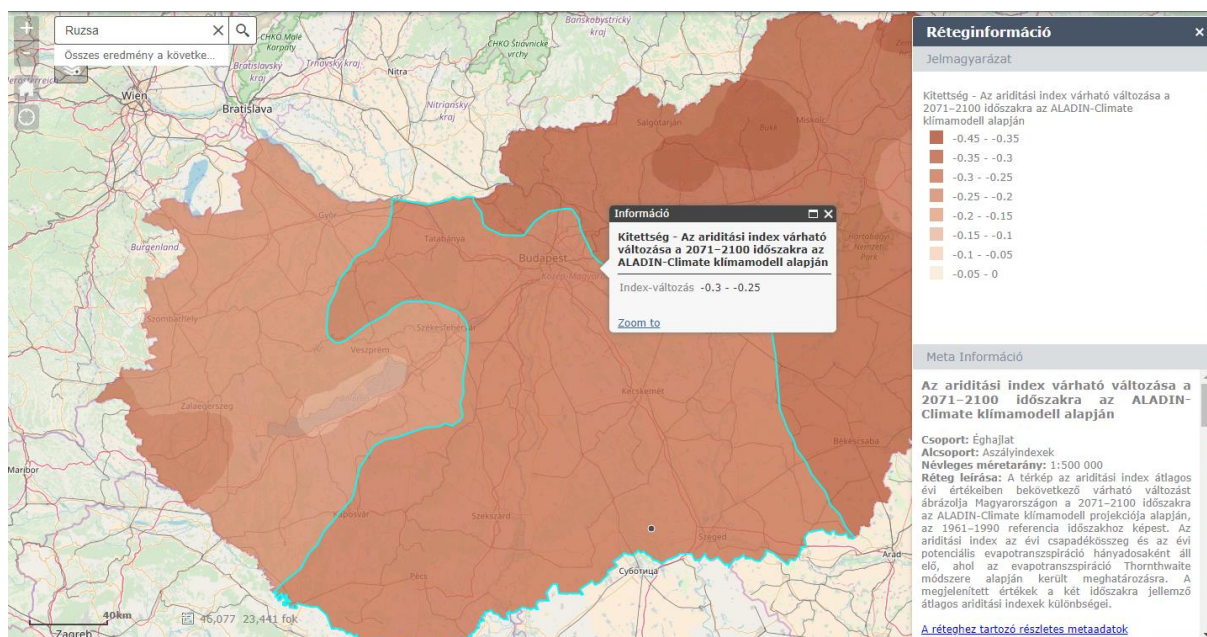 Ruzsa
Összes eredmény a követke...
CHKO Malé
Karpaty
Wien
Bratislavský
kraj
Bratislava
Trnavský kraj
Nitra
Nitriansky
kraj
Banskobystrický
kraj
CHKO Štiavnické
vrchy
Burgenland
Győr
Tatabánya
Budapest
Salgótarján
Bükk
Miskolc
Hortobágyi
Nemzeti
Park
Szombathely
Veszprém
Székesfehérvár
Zalaegerszeg
Kecskemét
Békéscsaba
Maribor
Kaposvár
Szekszárd
Pécs
Szeged
Суботица
Arad
Zagreb
40km
46,077 23,441 fok
Információ
Kitettség - Az ariditási index várható
változása a 2071–2100 időszakra az
ALADIN-Climate klímamodell alapján
Index-változás -0.3 - -0.25
Zoom to
Réteginformáció
Jelmagyarázat
Kitettség - Az ariditási index várható változása a
2071–2100 időszakra az ALADIN-Climate
klímamodell alapján
-0.45 - -0.35
-0.35 - -0.3
-0.3 - -0.25
-0.25 - -0.2
-0.2 - -0.15
-0.15 - -0.1
-0.1 - -0.05
-0.05 - 0
Meta Információ
Az ariditási index várható változása a
2071–2100 időszakra az ALADIN-
Climate klímamodell alapján
Csoport: Éghajlat
Alcsoport: Aszályindexek
Névleges méretarány: 1:500 000
Réteg leírása: A térkép az ariditási index átlagos
évi értékeiben bekövetkező várható változást
ábrázolja Magyarországon a 2071–2100 időszakra
az ALADIN-Climate klímamodell projekciója alapján,
az 1961–1990 referencia időszakhoz képest. Az
ariditási index az évi csapadékösszeg és az évi
potenciális evapotranszspiráció hányadosaként áll
elő, ahol az evapotranszspiráció Thornthwaite
módszere alapján került meghatározásra. A
megjelenített értékek a két időszakra jellemző
átlagos ariditási indexek különbségei.
A réteghez tartozó részletes metaadatok